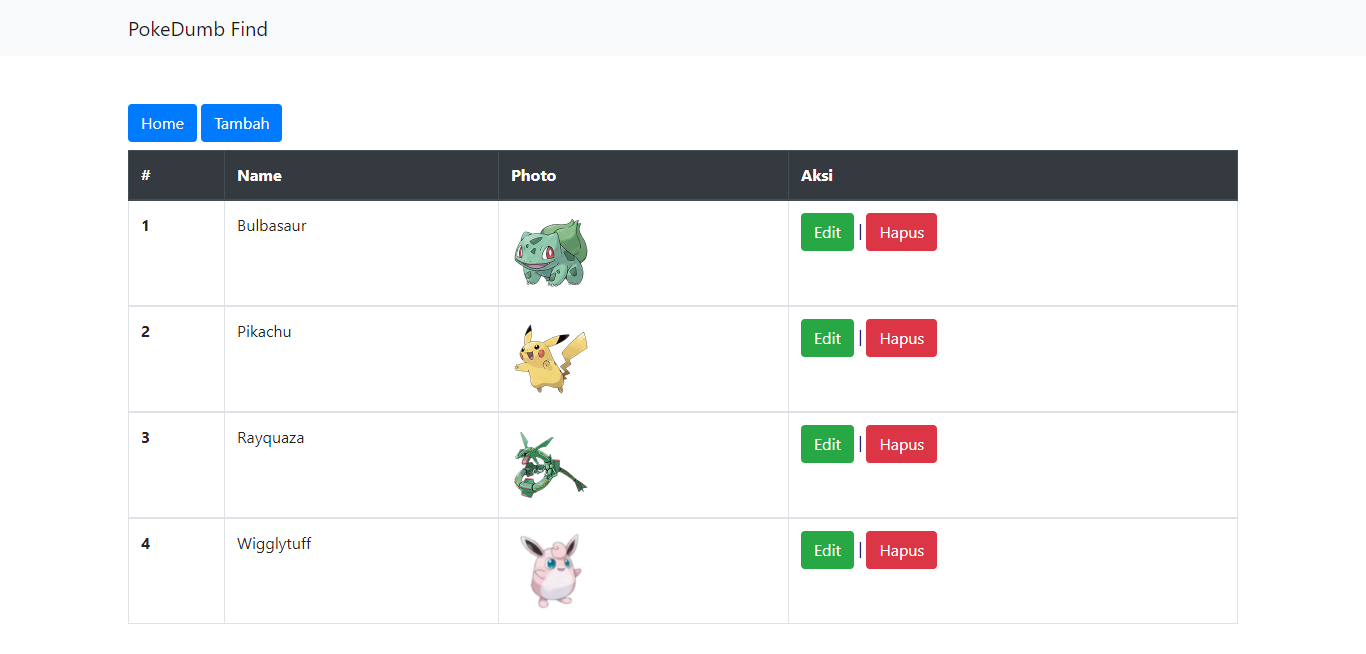 PokeDumb Find
Home Tambah
# Name Photo Aksi
1 Bulbasaur Edit | Hapus
2 Pikachu Edit | Hapus
3 Rayquaza Edit | Hapus
4 Wigglytuff Edit | Hapus